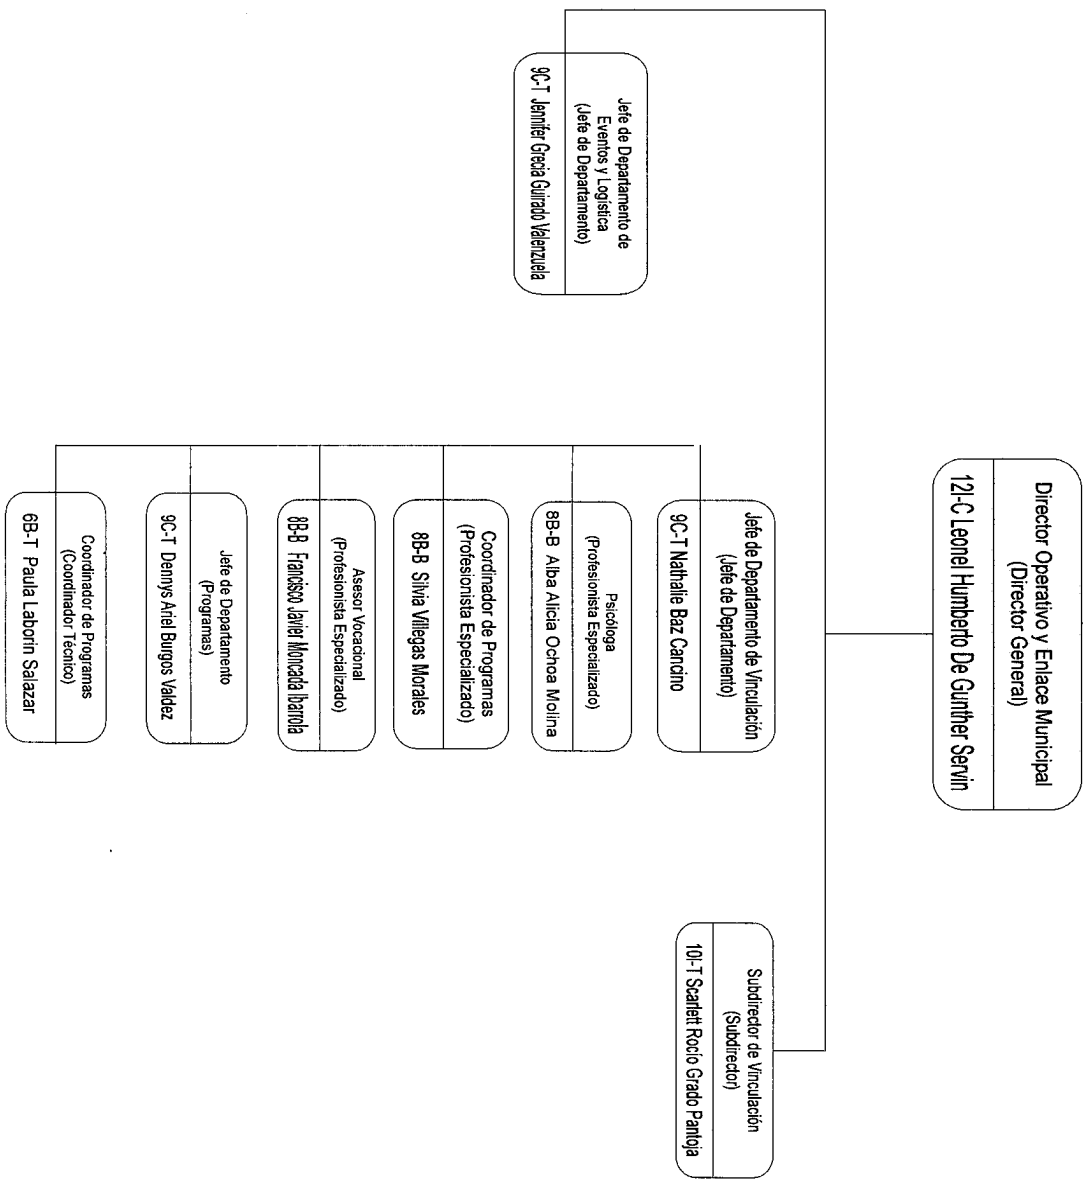 Director Operativo y Enlace Municipal
(Director General)
12I-C Leonel Humberto De Gunther Servin
Jefe de Departamento de
Eventos y Logística
(Jefe de Departamento)
9C-T Jennifer Grecia Guirado Valenzuela
Subdirector de Vinculación
(Subdirector)
10I-T Scarlett Rocío Grado Pantoja
Jefe de Departamento de Vinculación
(Jefe de Departamento)
9C-T Nathalie Baz Cancino
Psicóloga
(Profesionista Especializado)
8B-B Alba Alicia Ochoa Molina
Coordinador de Programas
(Profesionista Especializado)
8B-B Silvia Villegas Morales
Asesor Vocacional
(Profesionista Especializado)
8B-B Francisco Javier Moncada Ibarrola
Jefe de Departamento
(Programas)
9C-T Dennys Ariel Burgos Valdez
Coordinador de Programas
(Coordinador Técnico)
6B-T Paula Laborin Salazar